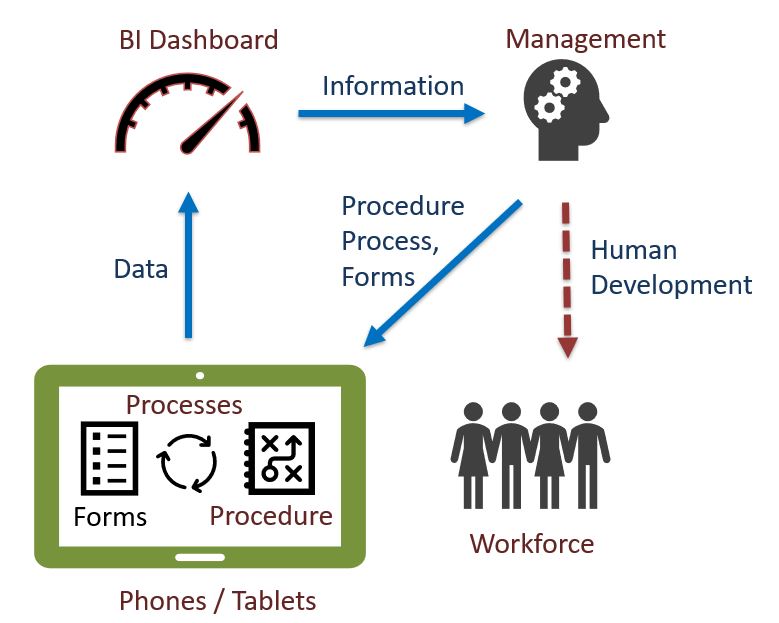 BI Dashboard
Management
Information
Procedure
Process,
Forms
Data
Human
Development
Processes
Forms
Procedure
Workforce
Phones / Tablets